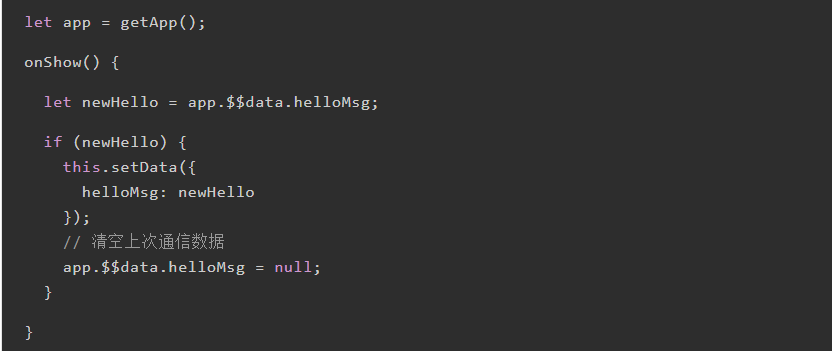 let app = getApp();
onShow() {
let newHello = app.$$data.helloMsg;
if (newHello) {
this.setData({
helloMsg: newHello
});
// 清空上次通信数据
app.$$data.helloMsg = null;
}
}